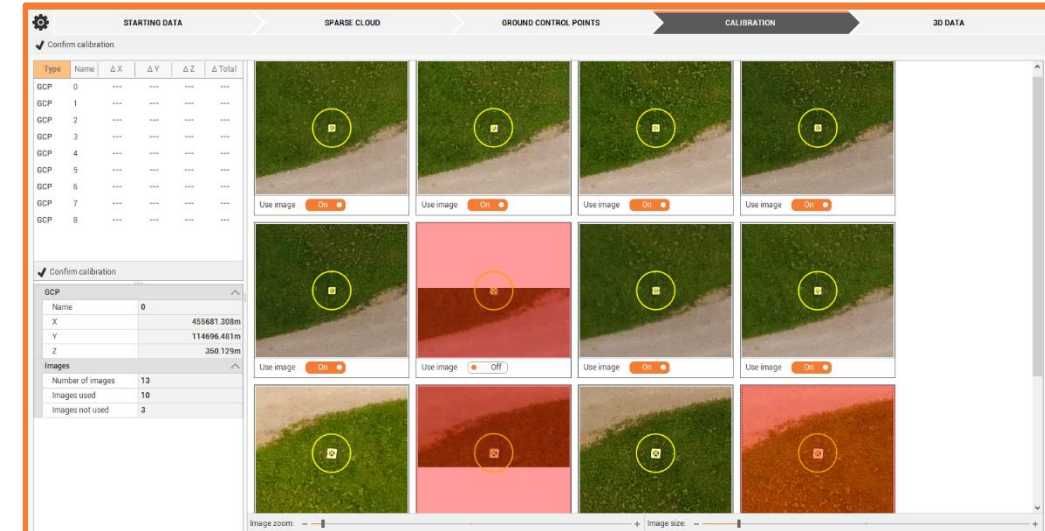 STARTING DATA SPARSE CLOUD GROUND CONTROL POINTS CALIBRATION 3D DATA
Confirm calibration
Type Name Δ X Δ Y Δ Z Δ Total
GCP 0 --- --- --- ---
GCP 1 --- --- --- ---
GCP 2 --- --- --- ---
GCP 3 --- --- --- ---
GCP 4 --- --- --- ---
GCP 5 --- --- --- ---
GCP 6 --- --- --- ---
GCP 7 --- --- --- ---
GCP 8 --- --- --- ---
Use image On Use image On Use image On Use image On
Confirm calibration
GCP
Name 0
X 455681.308m
Y 114696.481m
Z 350.129m
Images
Number of images 13
Images used 10
Images not used 3
Use image On Use image Off Use image On Use image On
Image zoom: − + Image size: − +